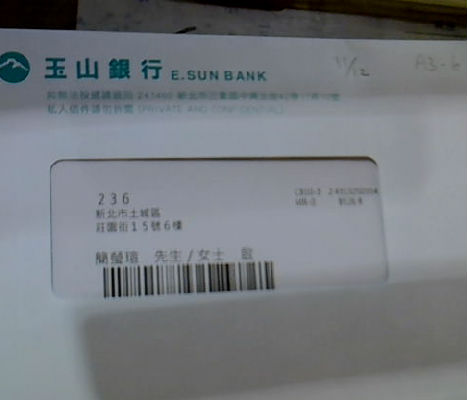 玉山銀行 E.SUN BANK
11/12
A3-6
私人信件請勿拆閱 (PRIVATE AND CONFIDENTIAL)
236
新北市土城區
莊園街15號6樓
簡瑩瑄 先生/女士 啟